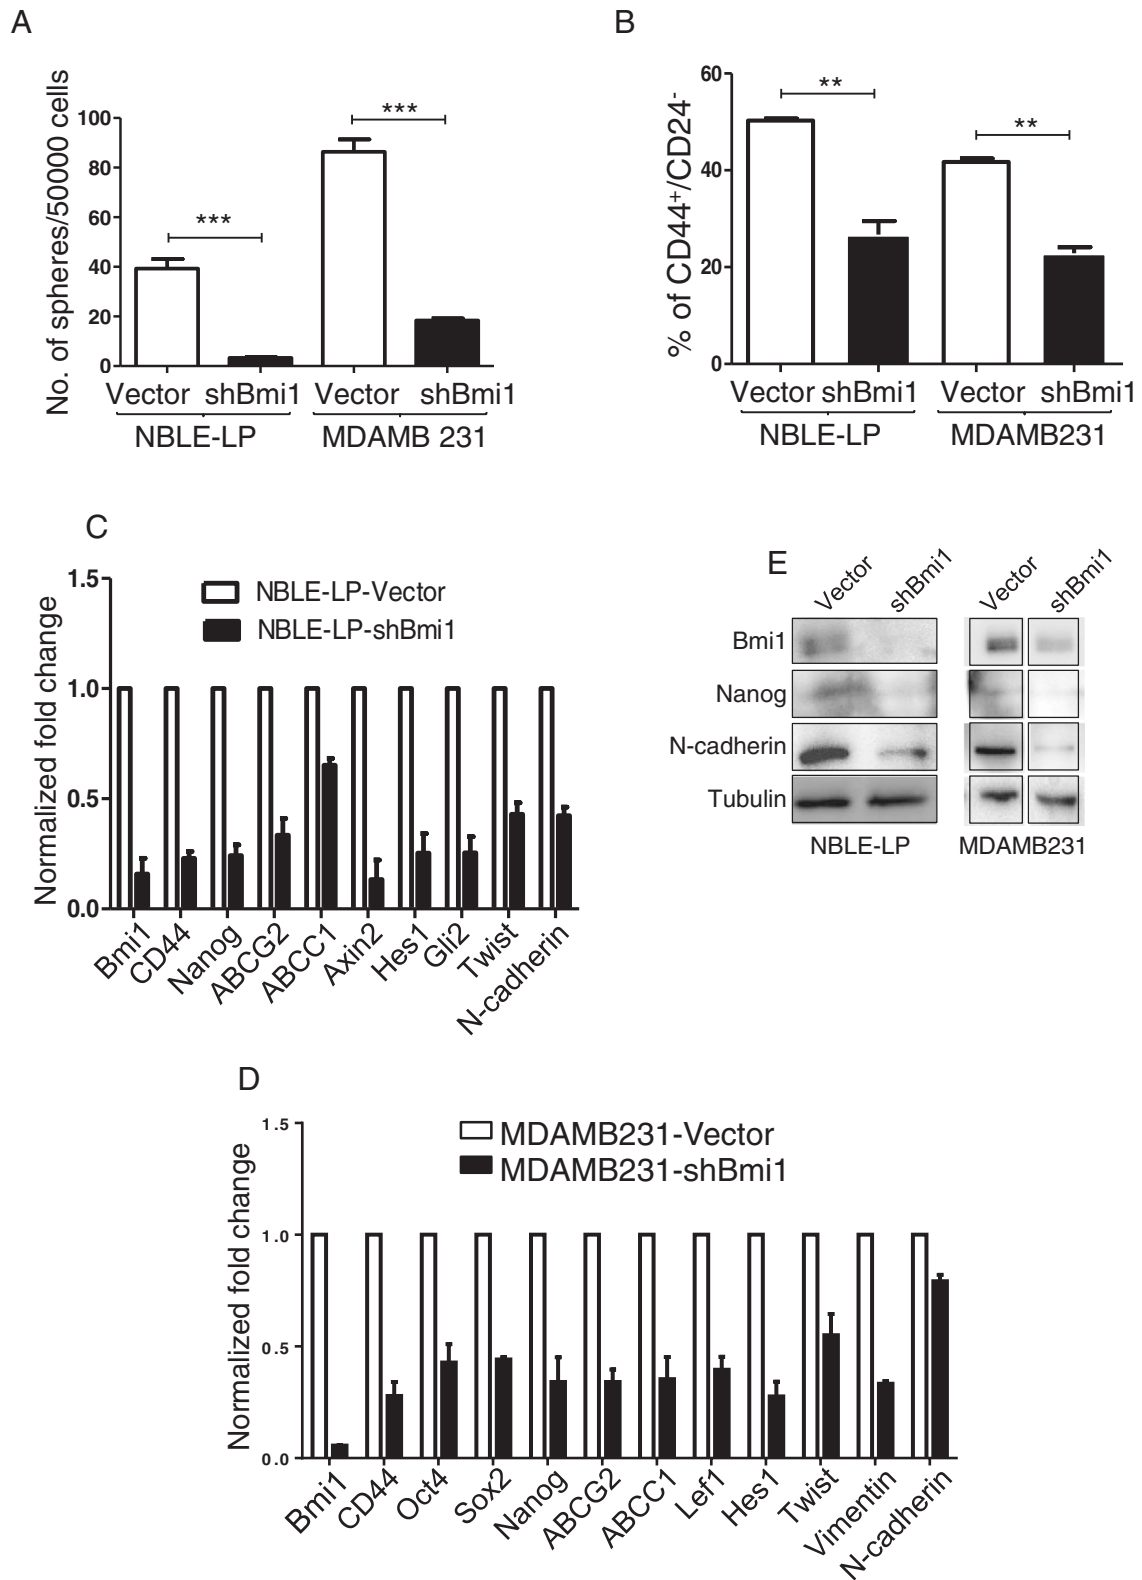 A
No. of spheres/50000 cells
100
80
60
40
20
0
***
***
Vector shBmi1 Vector shBmi1
NBLE-LP MDAMB 231
B
% of CD44+/CD24-
60
40
20
0
**
**
Vector shBmi1 Vector shBmi1
NBLE-LP MDAMB231
C
Normalized fold change
1.5
1.0
0.5
0.0
NBLE-LP-Vector
NBLE-LP-shBmi1
Bmi1
CD44
Nanog
ABCG2
ABCC1
Axin2
Hes1
Gli2
Twist
N-cadherin
E
Vector shBmi1 Vector shBmi1
Bmi1
Nanog
N-cadherin
Tubulin
NBLE-LP MDAMB231
D
Normalized fold change
1.5
1.0
0.5
0.0
MDAMB231-Vector
MDAMB231-shBmi1
Bmi1
CD44
Oct4
Sox2
Nanog
ABCG2
ABCC1
Lef1
Hes1
Twist
Vimentin
N-cadherin